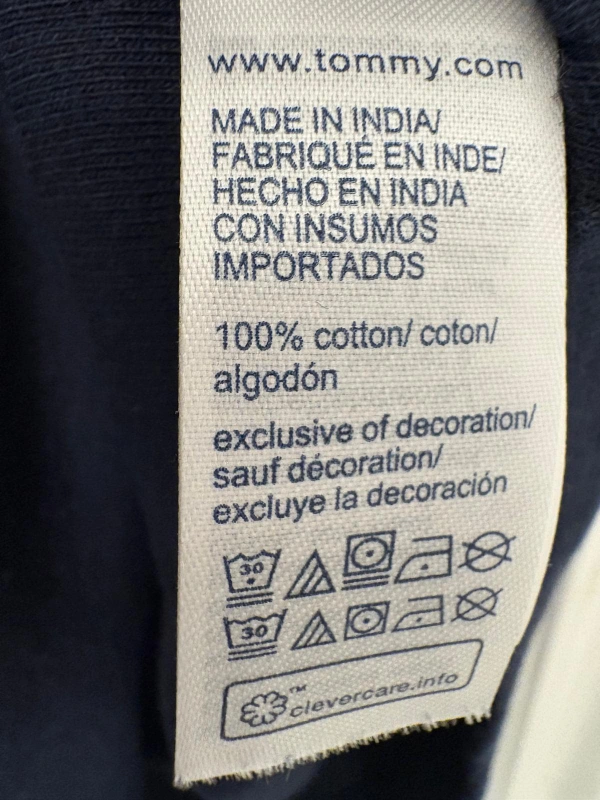 www.tommy.com
MADE IN INDIA/
FABRIQUÉ EN INDE/
HECHO EN INDIA
CON INSUMOS
IMPORTADOS
100% cotton/ coton/
algodón
exclusive of decoration/
sauf décoration/
excluye la decoración
30
30
™ clevercare.info